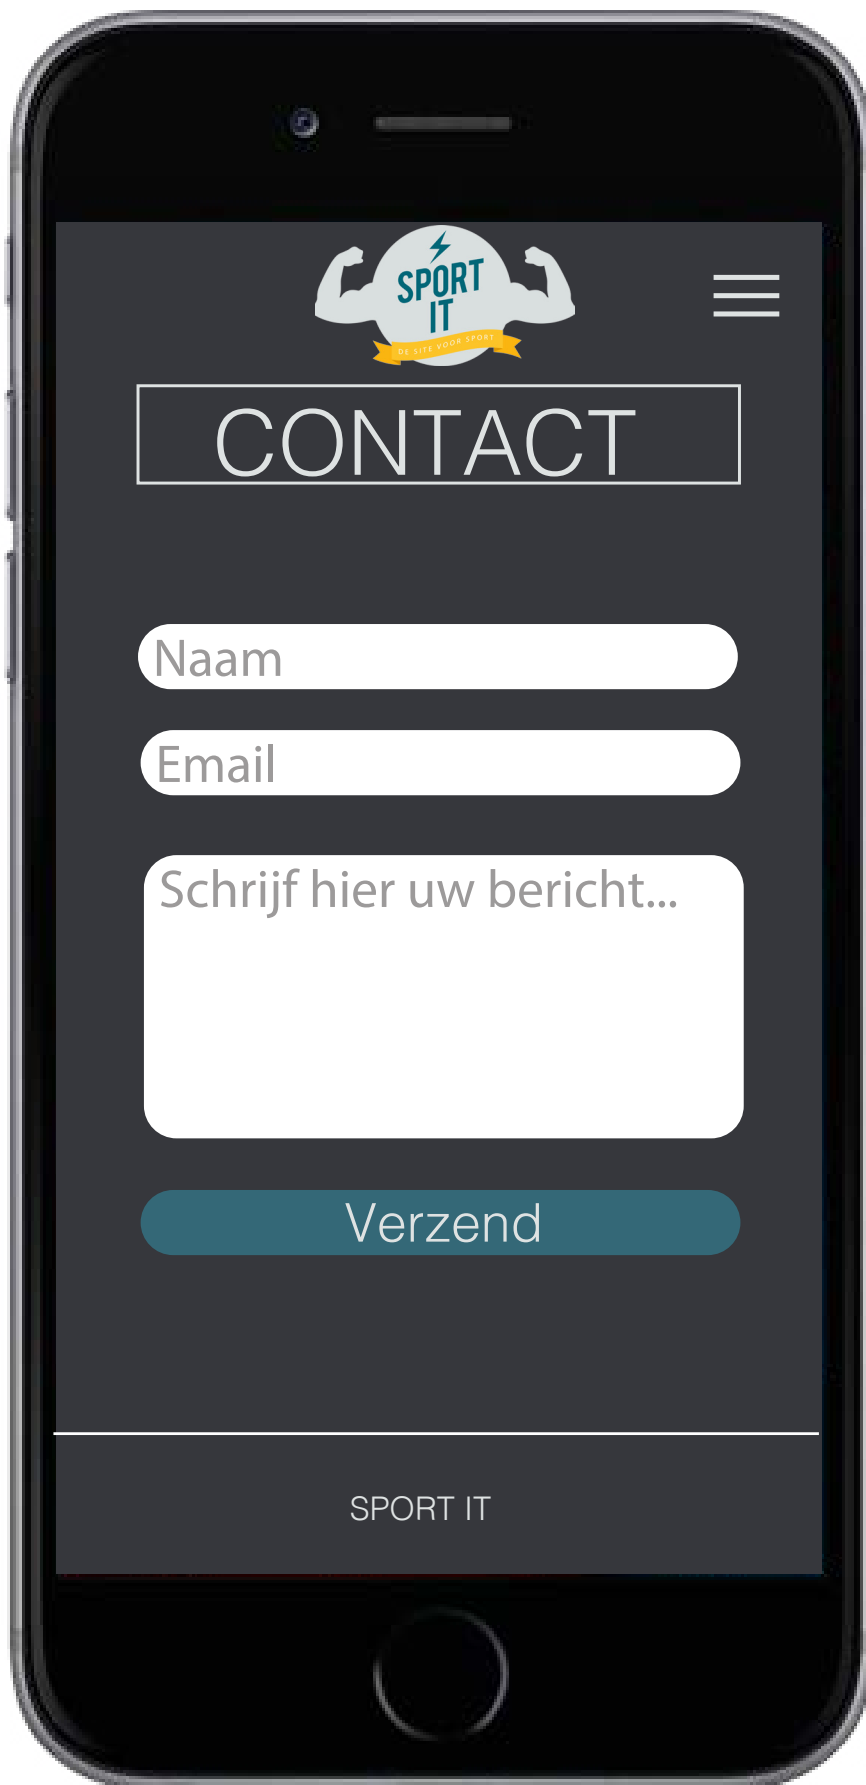 SPORT
IT
DE SITE VOOR SPORT
CONTACT
Naam
Email
Schrijf hier uw bericht...
Verzend
SPORT IT